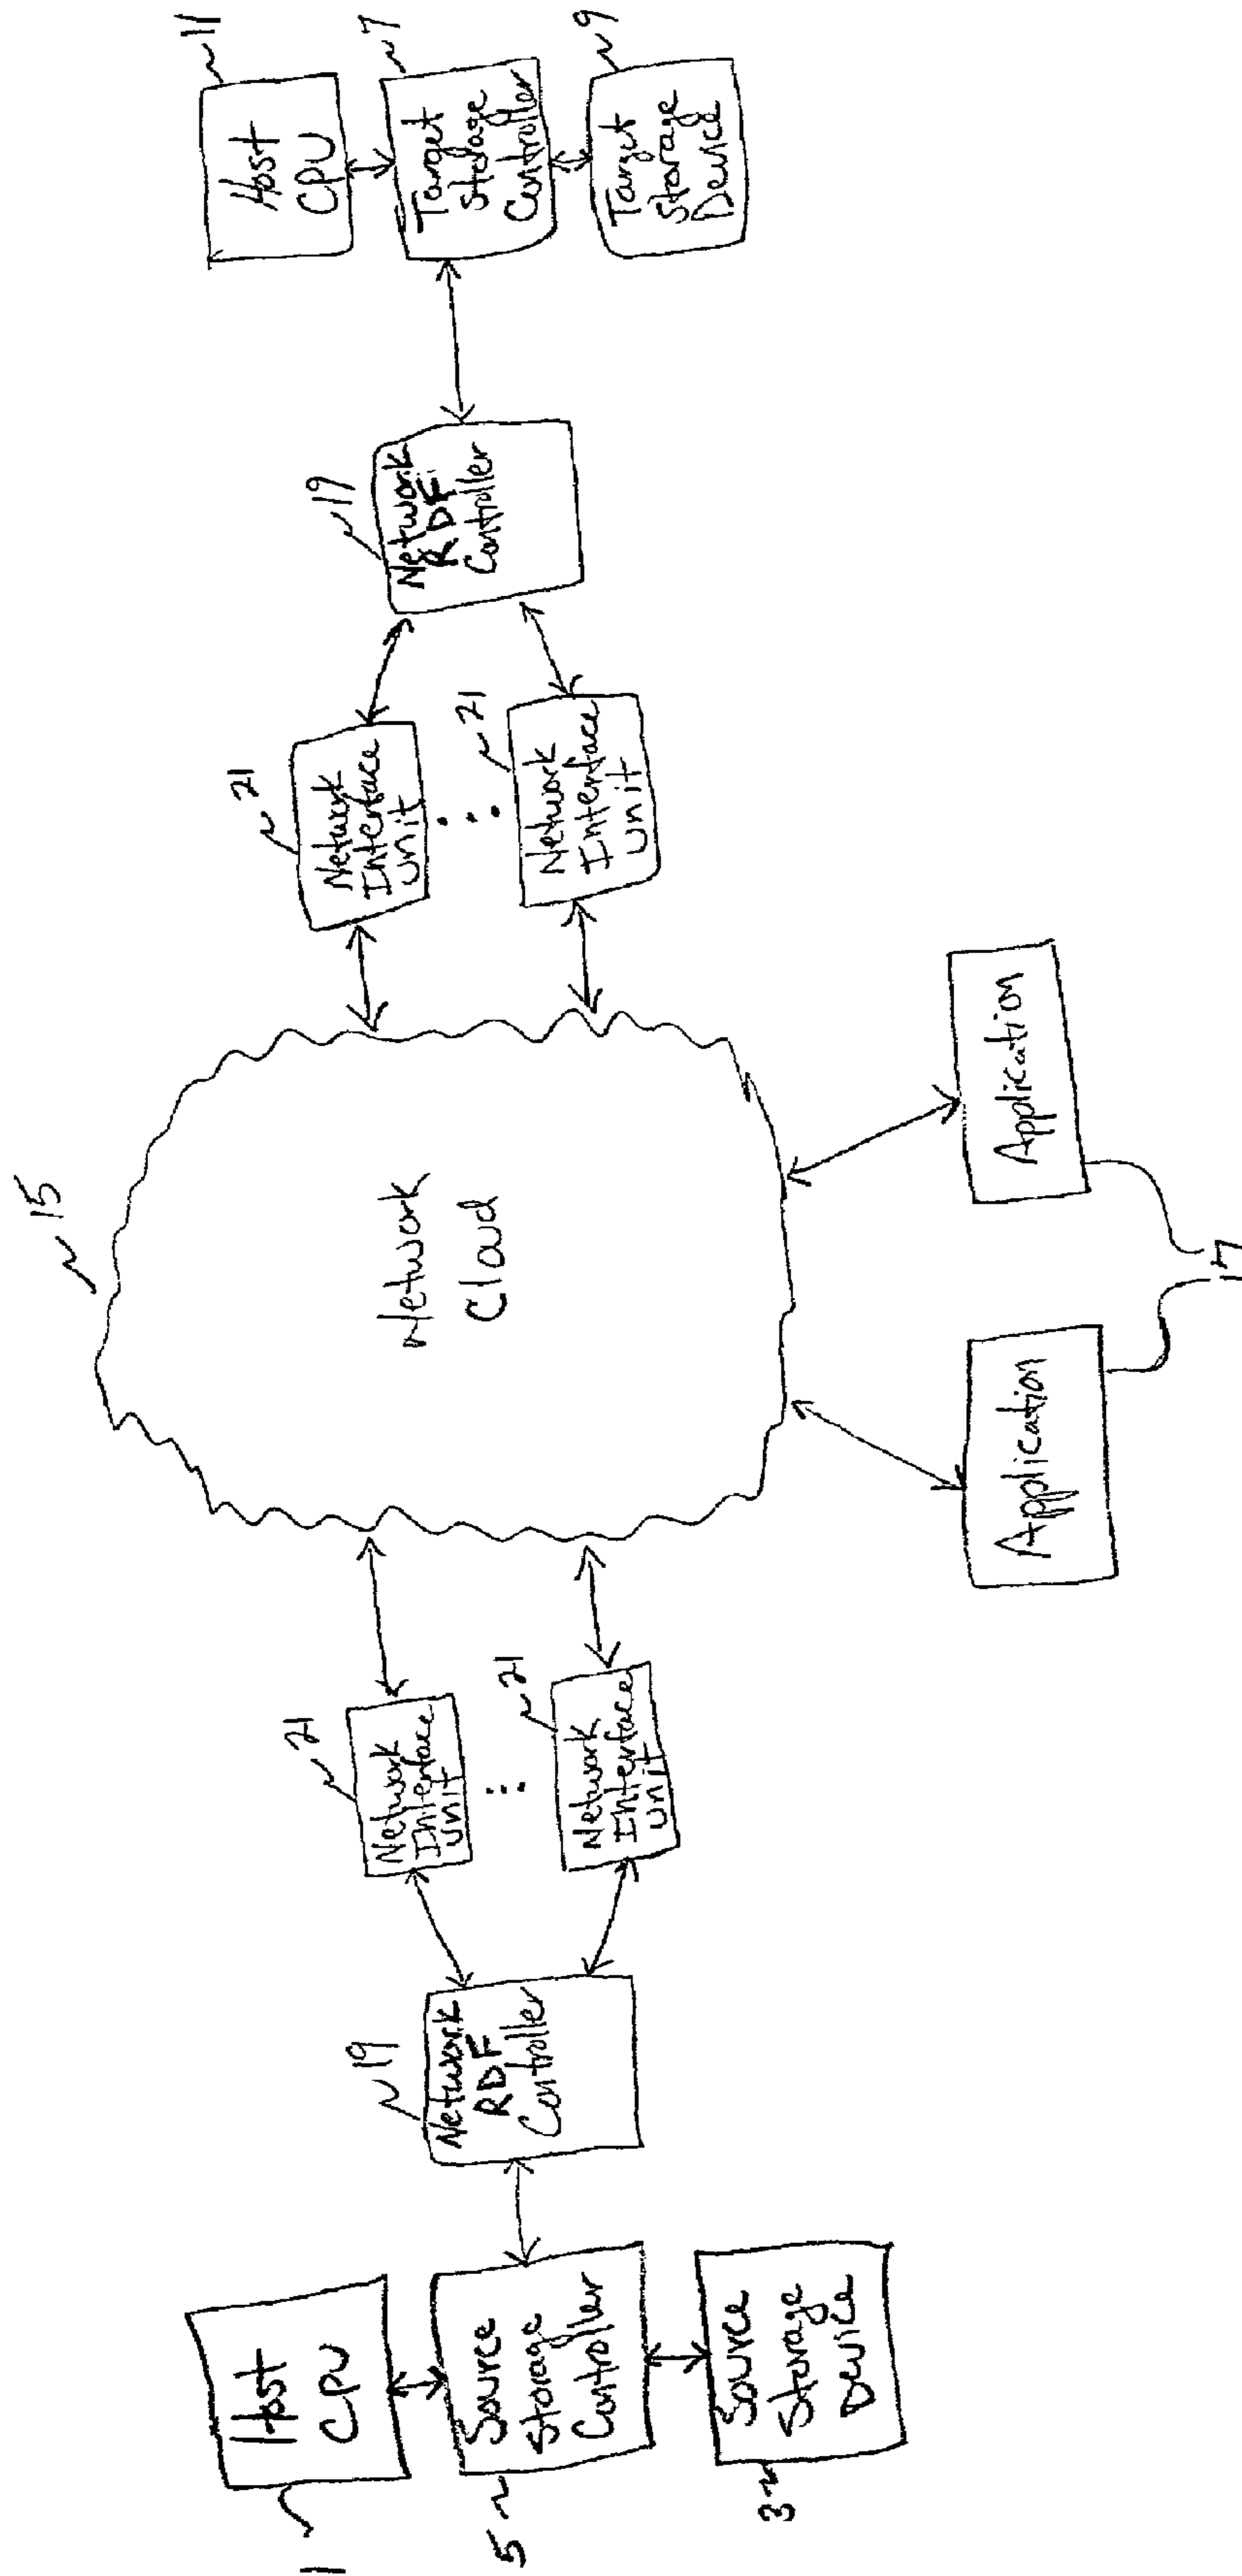 1
Host
CPU
5
Source
Storage
Controller
3
Source
Storage
Device
19
Network
RDF
Controller
21
Network
Interface
Unit
21
Network
Interface
Unit
15
Network
Cloud
Application
Application
17
21
Network
Interface
Unit
21
Network
Interface
Unit
19
Network
RDF
Controller
11
Host
CPU
7
Target
Storage
Controller
9
Target
Storage
Device